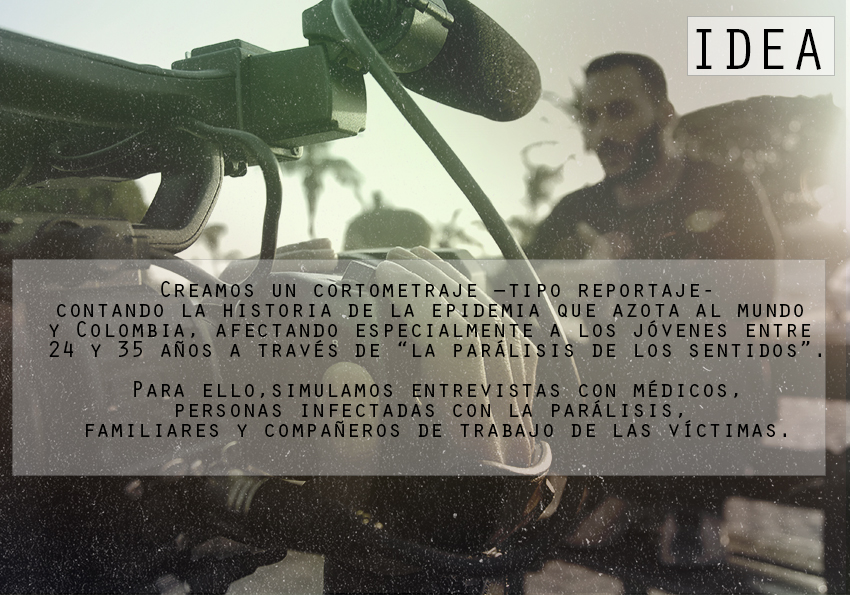 IDEA
Creamos un cortometraje –tipo reportaje-
contando la historia de la epidemia que azota al mundo
y Colombia, afectando especialmente a los jóvenes entre
24 y 35 años a través de “la parálisis de los sentidos”.
Para ello,simulamos entrevistas con médicos,
personas infectadas con la parálisis,
familiares y compañeros de trabajo de las víctimas.